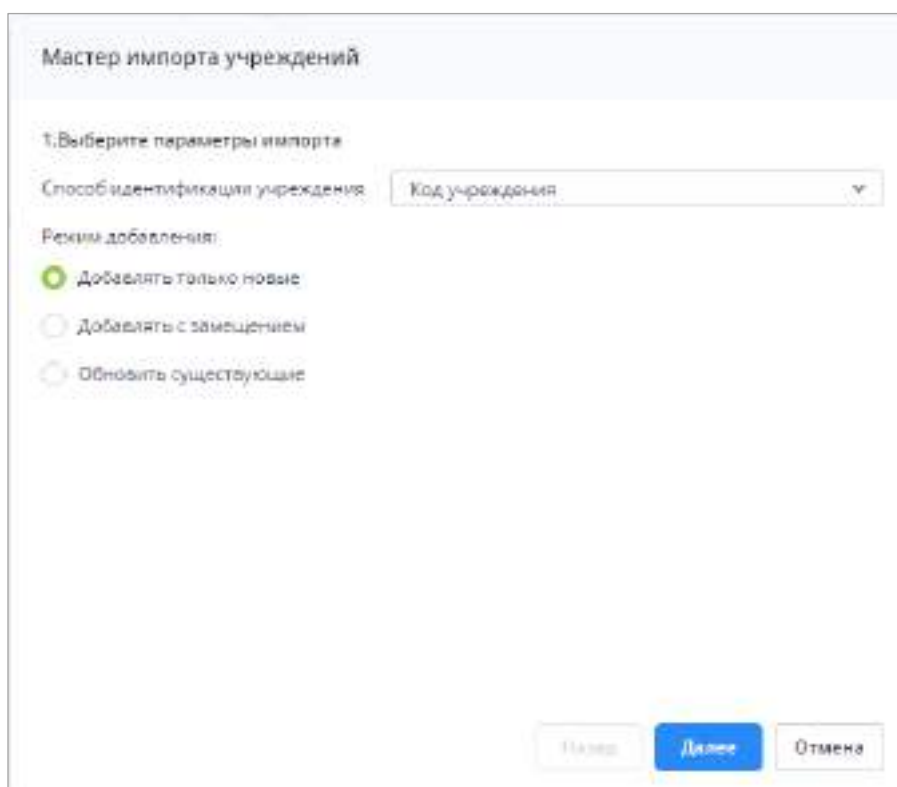 Мастер импорта учреждений
1.Выберите параметры импорта
Способ идентификации учреждения Код учреждения
Режим добавления:
Добавлять только новые
Добавлять с замещением
Обновить существующие
Назад Далее Отмена